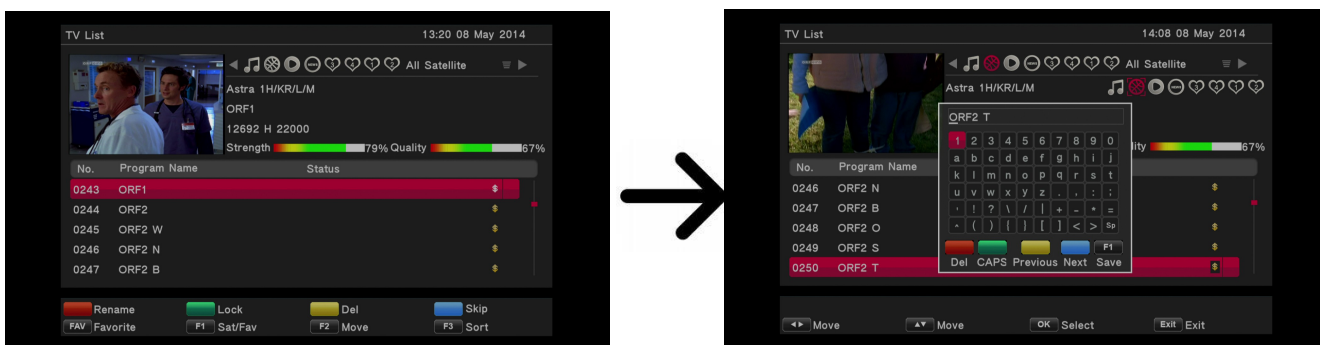 TV List 13:20 08 May 2014
All Satellite
Astra 1H/KR/L/M
ORF1
12692 H 22000
Strength 79% Quality 67%
No. Program Name Status
0243 ORF1 $
0244 ORF2 $
0245 ORF2 W $
0246 ORF2 N $
0247 ORF2 B $
Rename Lock Del Skip
FAV Favorite F1 Sat/Fav F2 Move F3 Sort
TV List 14:08 08 May 2014
All Satellite
Astra 1H/KR/L/M
ORF2 T
1 2 3 4 5 6 7 8 9 0
lity 67%
a b c d e f g h i j
No. Program Name
k l m n o p q r s t
0246 ORF2 N $
u v w x y z . , : ;
0247 ORF2 B $
' ! ? \ / | + - * =
0248 ORF2 O $
^ ( ) { } [ ] < > Sp
0249 ORF2 S $
F1
Del CAPS Previous Next Save
0250 ORF2 T $
Move Move OK Select Exit Exit